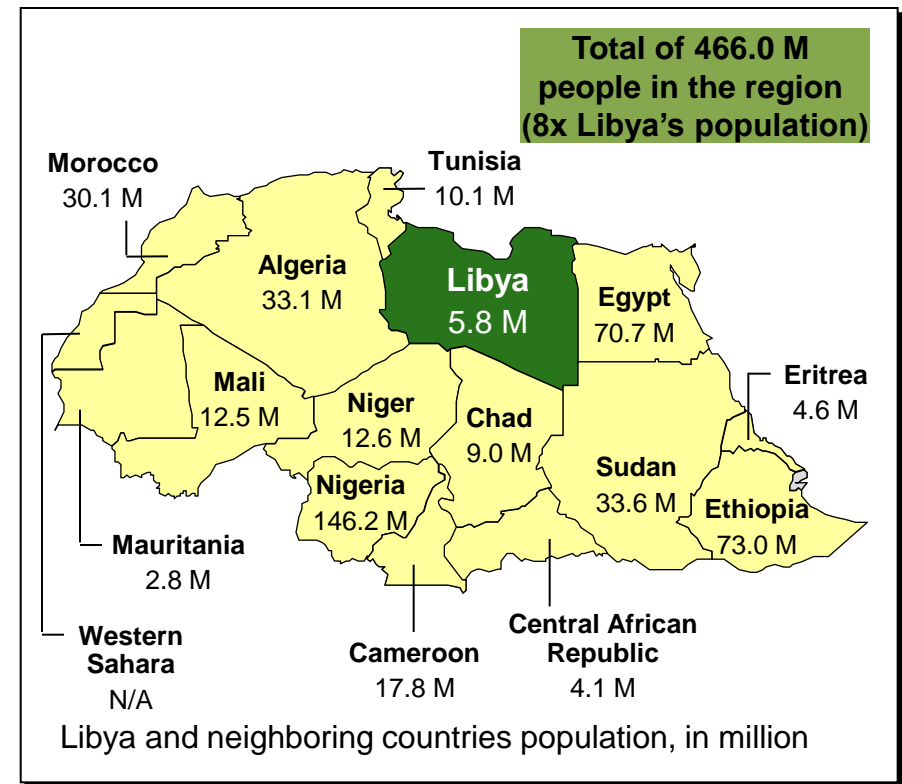 Total of 466.0 M
people in the region
(8x Libya's population)
Morocco
30.1 M
Tunisia
10.1 M
Algeria
33.1 M
Libya
5.8 M
Egypt
70.7 M
Mali
12.5 M
Niger
12.6 M
Chad
9.0 M
Eritrea
4.6 M
Sudan
33.6 M
Nigeria
146.2 M
Ethiopia
73.0 M
Mauritania
2.8 M
Western
Sahara
N/A
Cameroon
17.8 M
Central African
Republic
4.1 M
Libya and neighboring countries population, in million